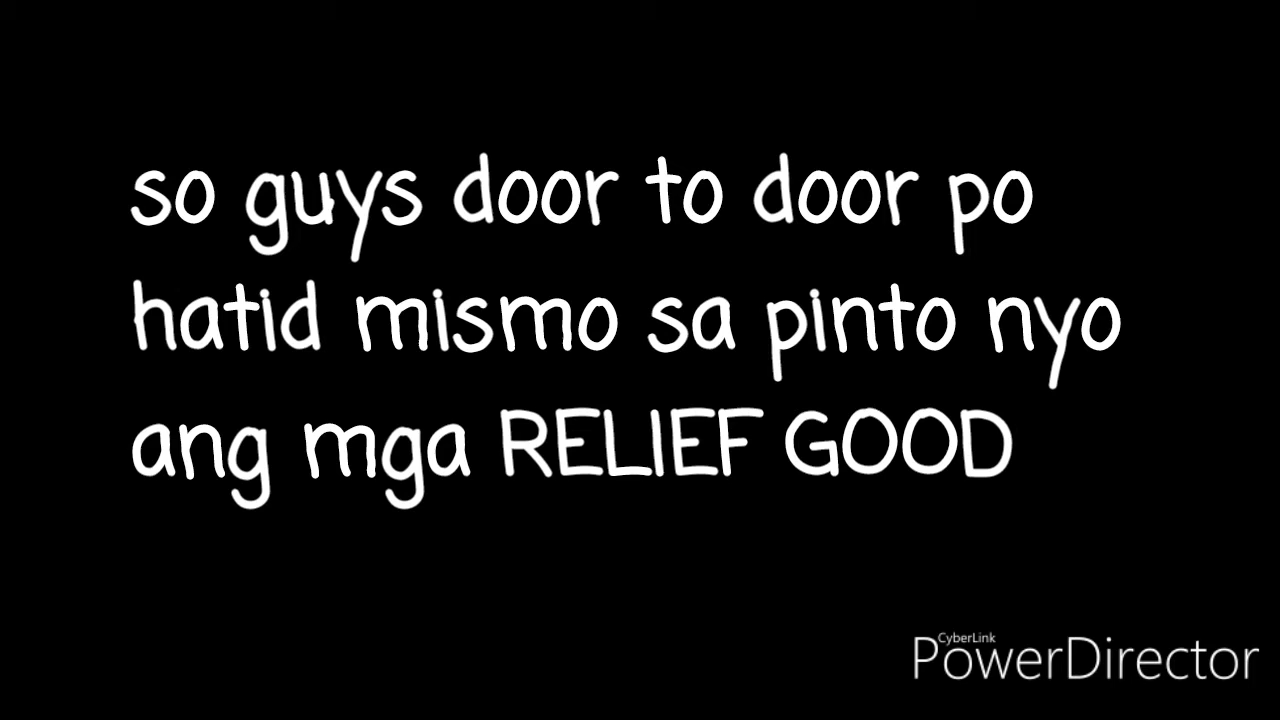 so guys door to door po
hatid mismo sa pinto nyo
ang mga RELIEF GOOD
CyberLink
PowerDirector